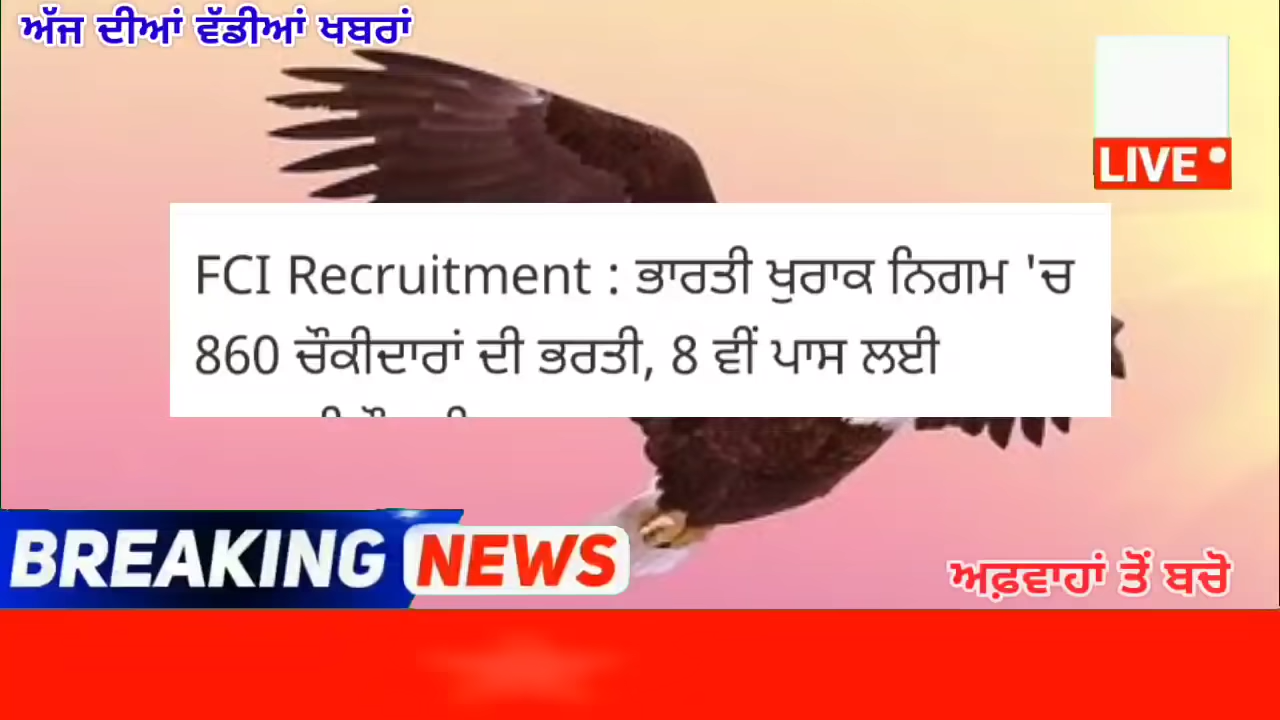 ਅੱਜ ਦੀਆਂ ਵੱਡੀਆਂ ਖਬਰਾਂ
LIVE
FCI Recruitment : ਭਾਰਤੀ ਖੁਰਾਕ ਨਿਗਮ 'ਚ
860 ਚੌਕੀਦਾਰਾਂ ਦੀ ਭਰਤੀ, 8 ਵੀਂ ਪਾਸ ਲਈ
BREAKING NEWS
ਅਫ਼ਵਾਹਾਂ ਤੋਂ ਬਚੋ